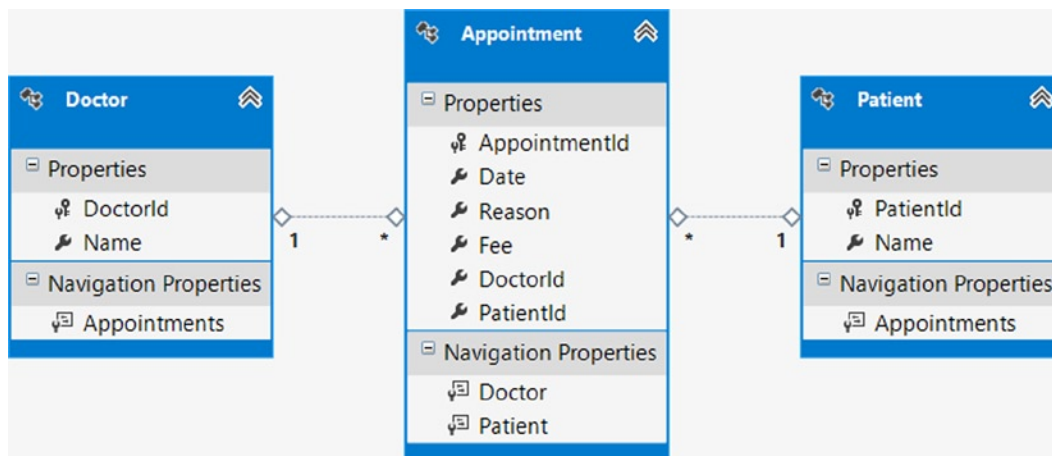 Doctor
Properties
DoctorId
Name
Navigation Properties
Appointments
1
*
Appointment
Properties
AppointmentId
Date
Reason
Fee
DoctorId
PatientId
Navigation Properties
Doctor
Patient
*
1
Patient
Properties
PatientId
Name
Navigation Properties
Appointments